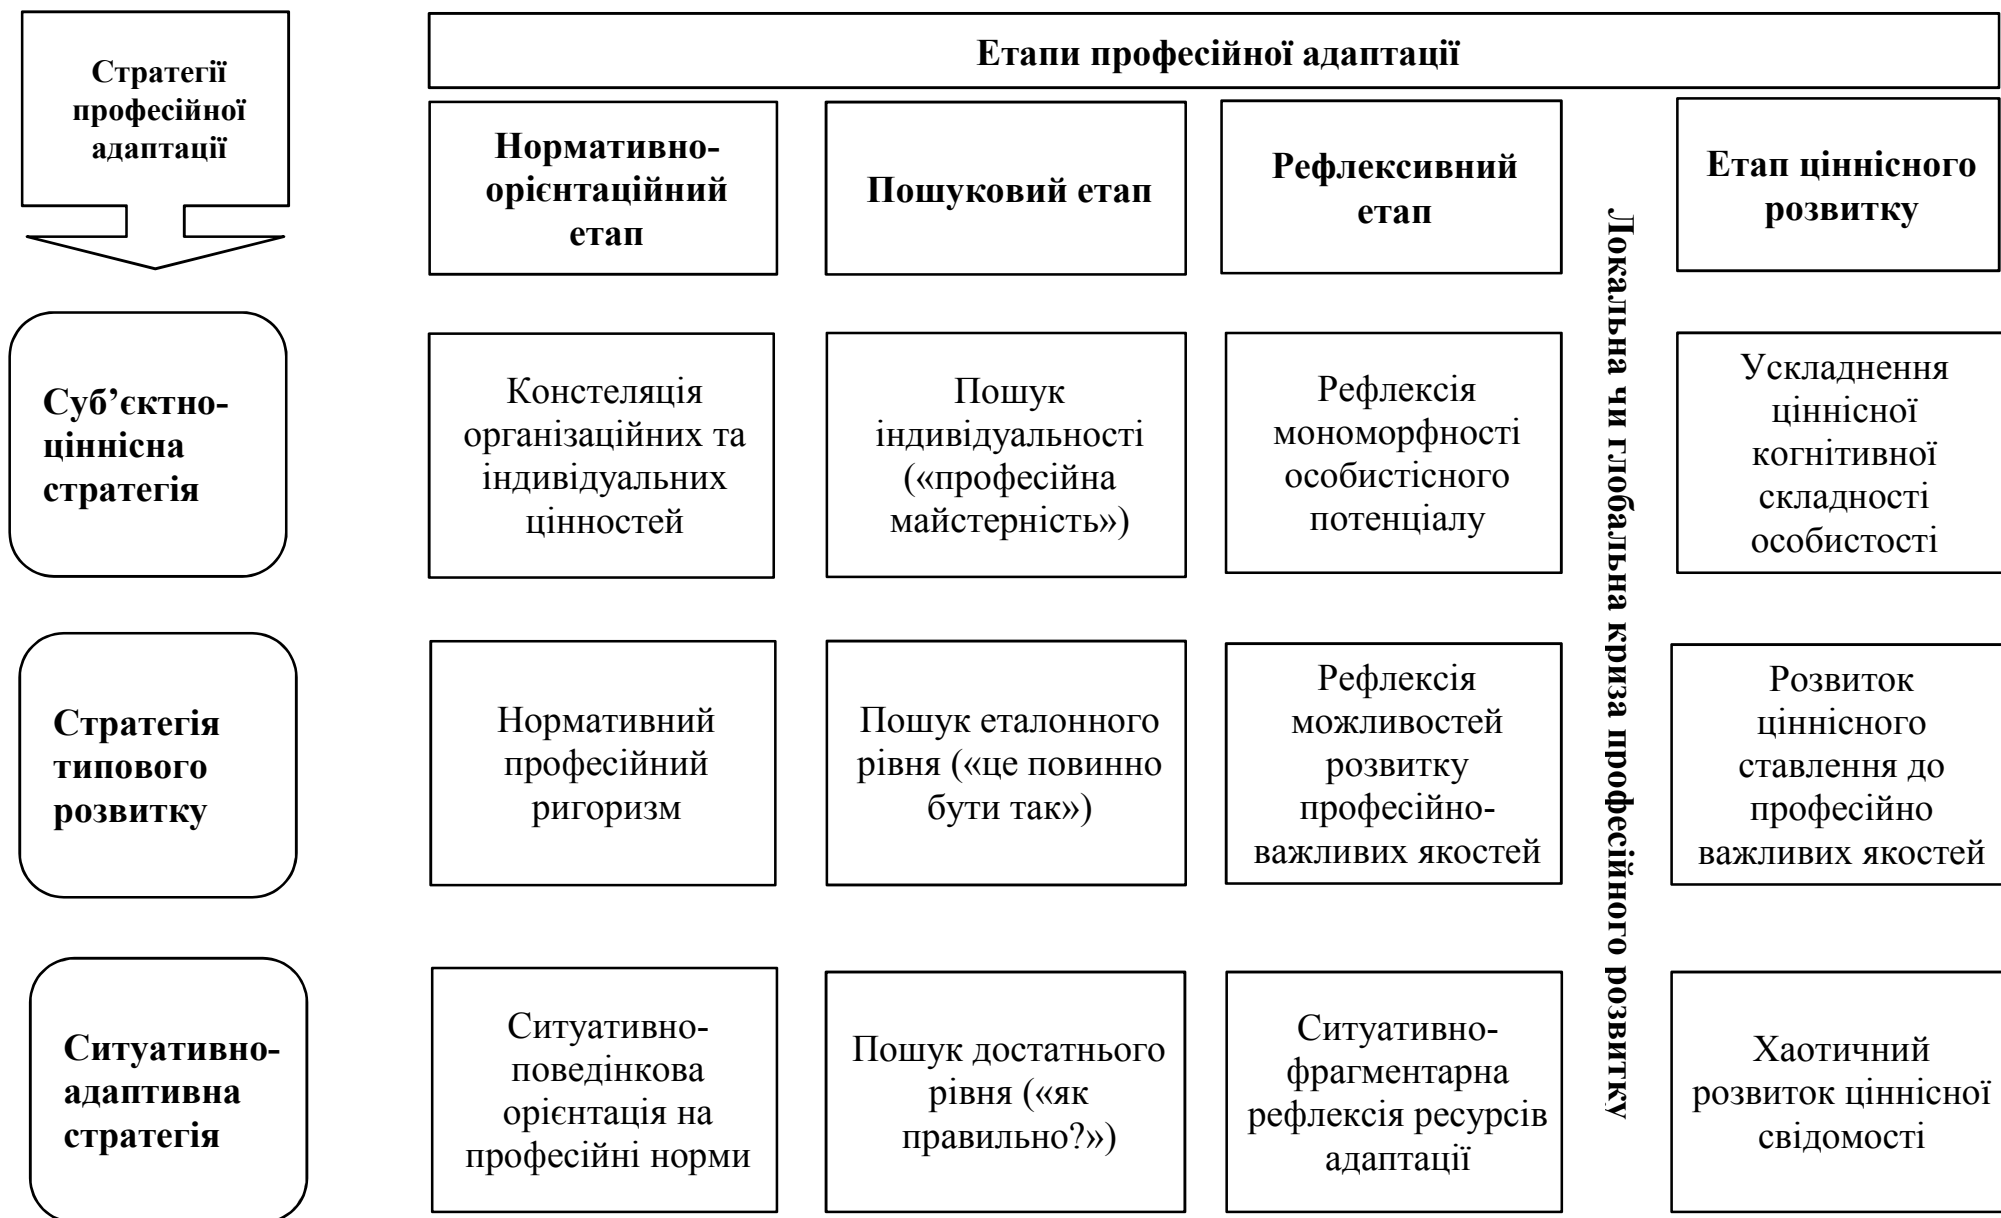 Стратегії
професійної
адаптації
Етапи професійної адаптації
Нормативно-
орієнтаційний
етап
Пошуковий етап
Рефлексивний
етап
Етап ціннісного
розвитку
Локальна чи глобальна криза професійного розвитку
Суб’єктно-
ціннісна
стратегія
Констеляція
організаційних та
індивідуальних
цінностей
Пошук
індивідуальності
(«професійна
майстерність»)
Рефлексія
мономорфності
особистісного
потенціалу
Ускладнення
ціннісної
когнітивної
складності
особистості
Стратегія
типового
розвитку
Нормативний
професійний
ригоризм
Пошук еталонного
рівня («це повинно
бути так»)
Рефлексія
можливостей
розвитку
професійно-
важливих якостей
Розвиток
ціннісного
ставлення до
професійно
важливих якостей
Ситуативно-
адаптивна
стратегія
Ситуативно-
поведінкова
орієнтація на
професійні норми
Пошук достатнього
рівня («як
правильно?»)
Ситуативно-
фрагментарна
рефлексія ресурсів
адаптації
Хаотичний
розвиток ціннісної
свідомості